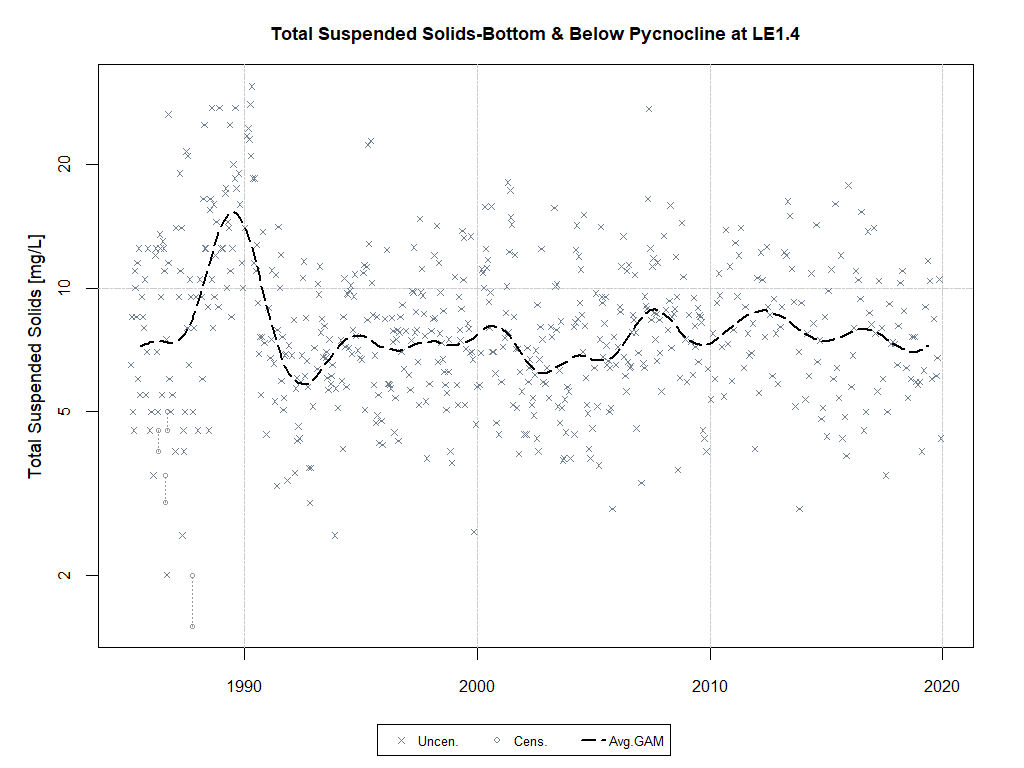 Total Suspended Solids-Bottom & Below Pycnocline at LE1.4
Total Suspended Solids [mg/L]
20
10
5
2
1990 2000 2010 2020
Uncen. Cens. Avg.GAM